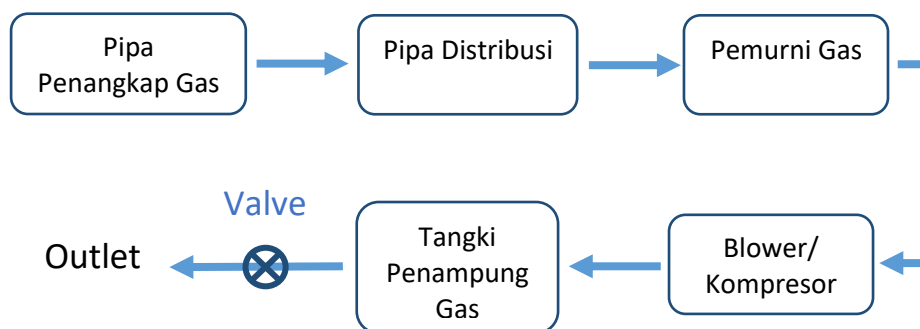 Pipa
Penangkap Gas
Pipa Distribusi
Pemurni Gas
Valve
Outlet
Tangki
Penampung
Gas
Blower/
Kompresor